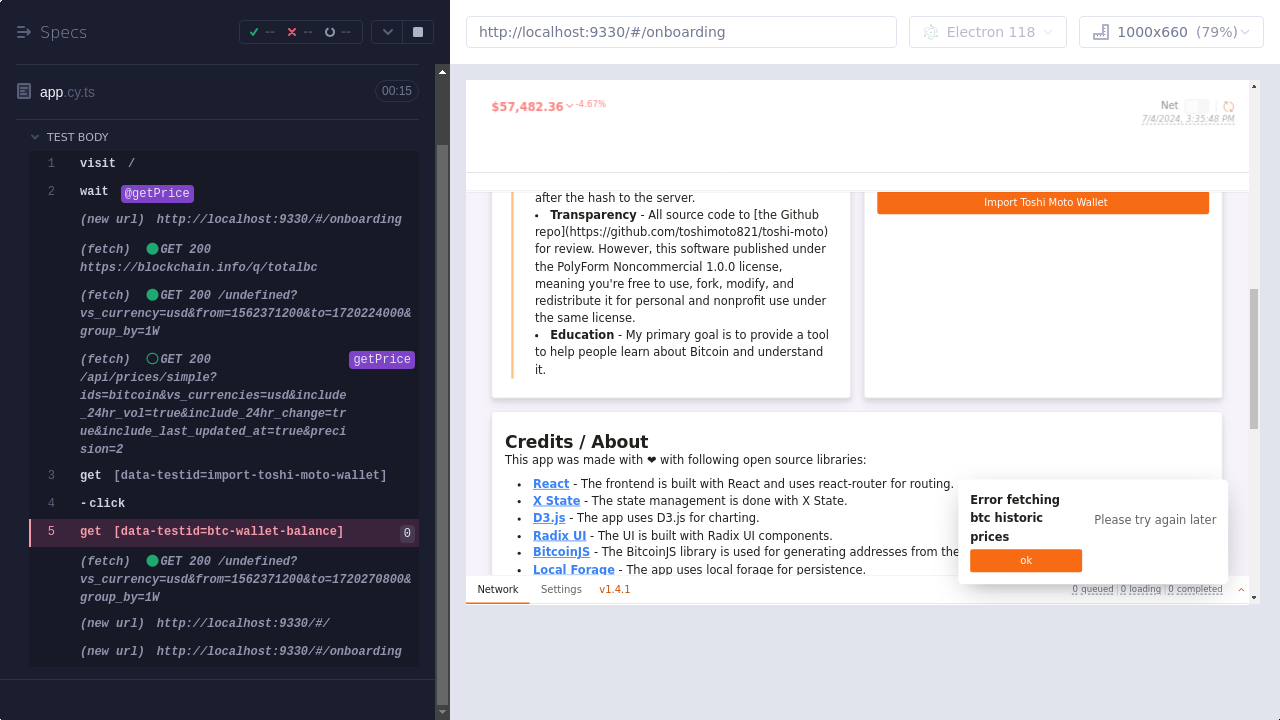 Specs
--
--
--
app.cy.ts
00:15
TEST BODY
1 visit /
2 wait @getPrice
(new url) http://localhost:9330/#/onboarding
(fetch) GET 200
https://blockchain.info/q/totalbc
(fetch) GET 200 /undefined?
vs_currency=usd&from=1562371200&to=1720224000&
group_by=1W
(fetch) GET 200 getPrice
/api/prices/simple?
ids=bitcoin&vs_currencies=usd&include
_24hr_vol=true&include_24hr_change=tr
ue&include_last_updated_at=true&preci
sion=2
3 get [data-testid=import-toshi-moto-wallet]
4 -click
5 get [data-testid=btc-wallet-balance] 0
(fetch) GET 200 /undefined?
vs_currency=usd&from=1562371200&to=1720270800&
group_by=1W
(new url) http://localhost:9330/#/
(new url) http://localhost:9330/#/onboarding
http://localhost:9330/#/onboarding
Electron 118
1000x660 (79%)
$57,482.36 -4.67%
Net
7/4/2024, 3:35:48 PM
after the hash to the server.
• Transparency - All source code to [the Github
repo](https://github.com/toshimoto821/toshi-moto)
for review. However, this software published under
the PolyForm Noncommercial 1.0.0 license,
meaning you're free to use, fork, modify, and
redistribute it for personal and nonprofit use under
the same license.
• Education - My primary goal is to provide a tool
to help people learn about Bitcoin and understand
it.
Import Toshi Moto Wallet
Credits / About
This app was made with ❤ with following open source libraries:
• React - The frontend is built with React and uses react-router for routing.
• X State - The state management is done with X State.
• D3.js - The app uses D3.js for charting.
• Radix UI - The UI is built with Radix UI components.
• BitcoinJS - The BitcoinJS library is used for generating addresses from the
• Local Forage - The app uses local forage for persistence.
Error fetching
btc historic
prices
Please try again later
ok
Network Settings v1.4.1
0 queued 0 loading 0 completed